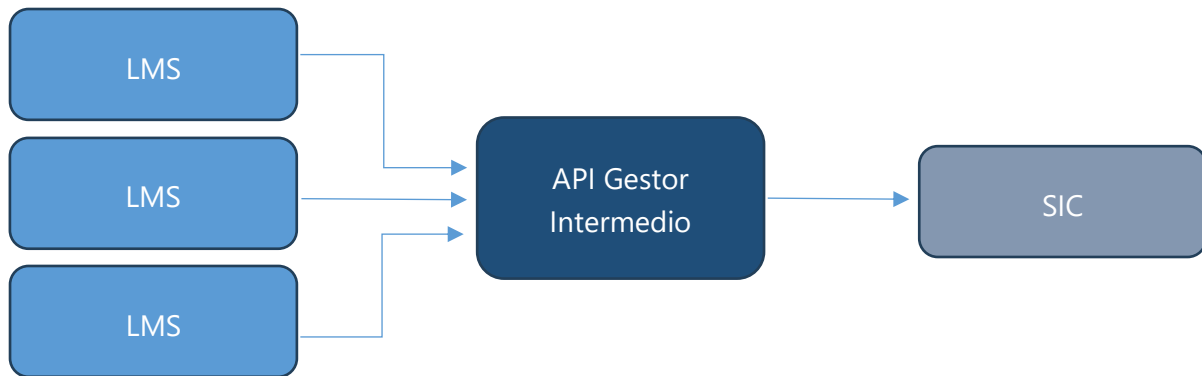 LMS
LMS
LMS
API Gestor
Intermedio
SIC